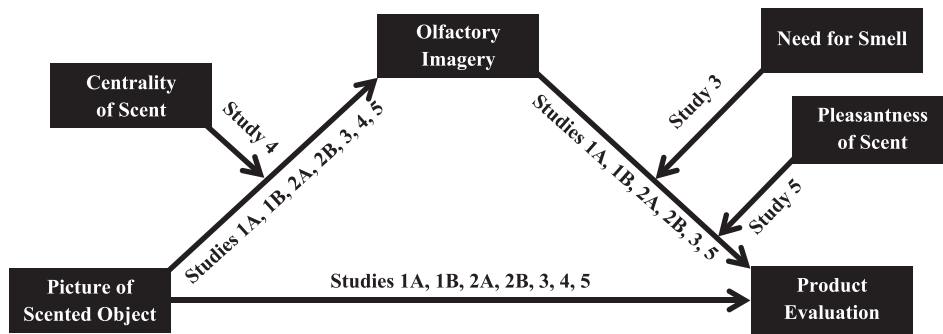 Olfactory
Imagery
Need for Smell
Centrality
of Scent
Pleasantness
of Scent
Study 4
Studies 1A, 1B, 2A, 2B, 3, 4, 5
Studies 1A, 1B, 2A, 2B, 3, 5
Study 3
Study 5
Picture of
Scented Object
Studies 1A, 1B, 2A, 2B, 3, 4, 5
Product
Evaluation